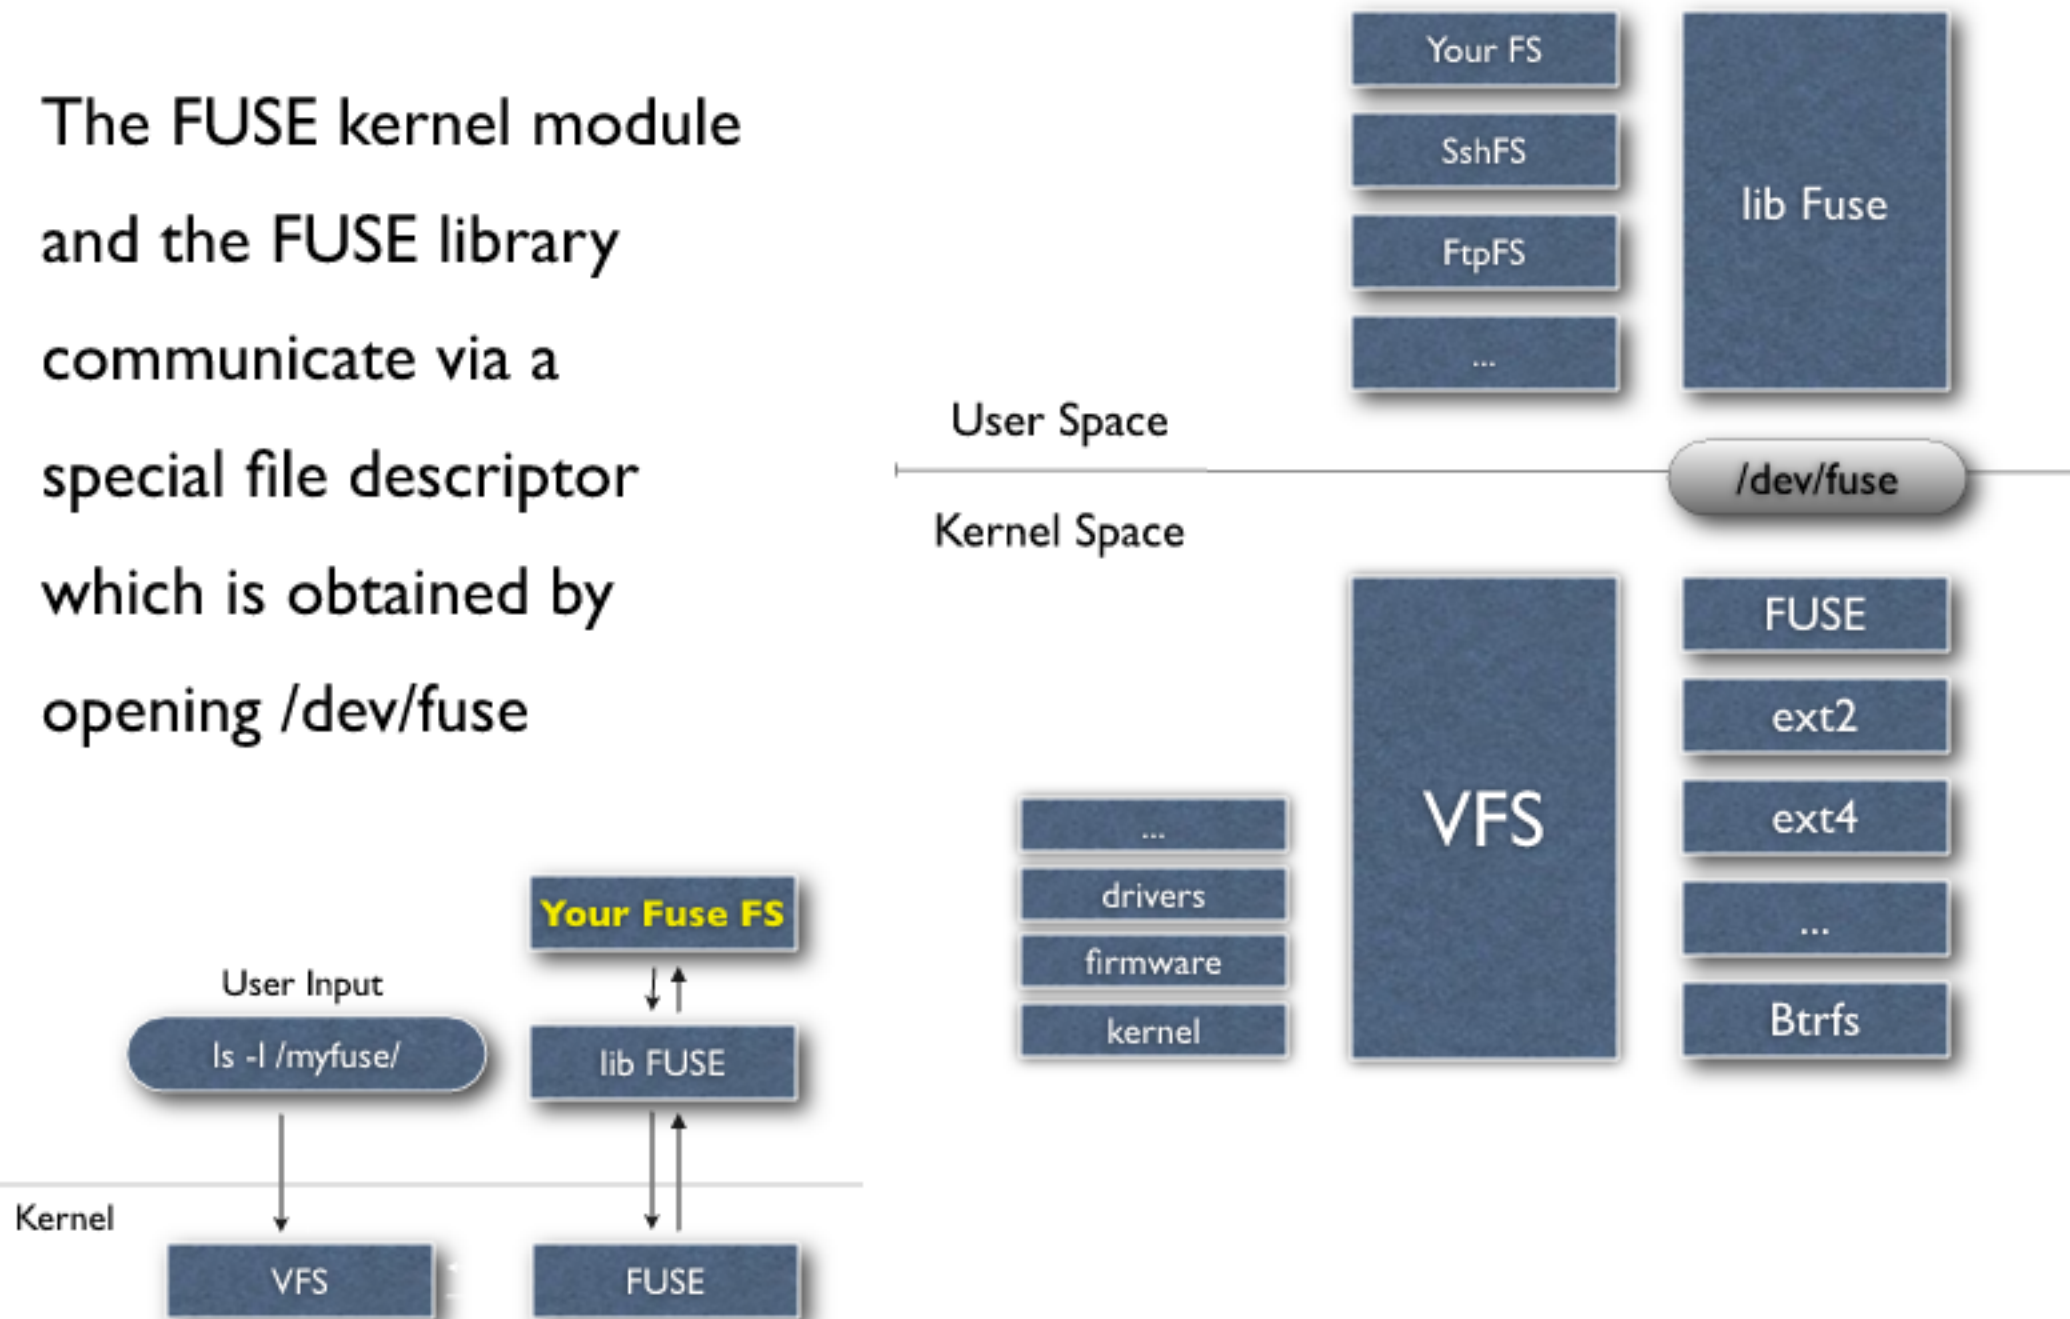 The FUSE kernel module
and the FUSE library
communicate via a
special file descriptor
which is obtained by
opening /dev/fuse
Your FS
SshFS
FtpFS
...
lib Fuse
User Space
/dev/fuse
Kernel Space
VFS
FUSE
ext2
ext4
...
Btrfs
...
drivers
firmware
kernel
Your Fuse FS
User Input
ls -l /myfuse/
lib FUSE
Kernel
VFS
FUSE